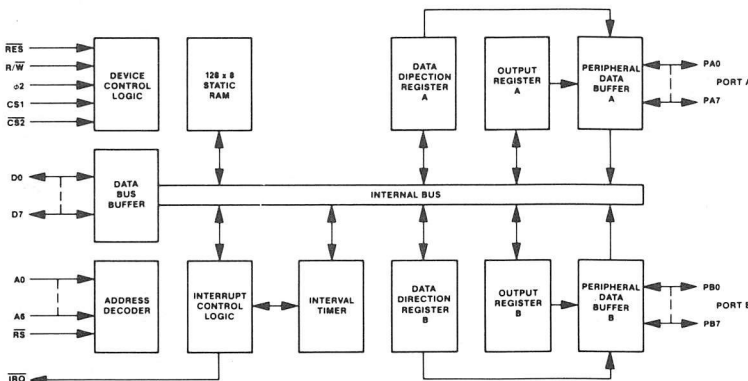 RES
R/W
ϕ2
CS1
CS2
DEVICE
CONTROL
LOGIC
128 x 8
STATIC
RAM
DATA
DIPECTION
REGISTER
A
OUTPUT
REGISTER
A
PERIPHERAL
DATA
BUFFER
A
PA0
PORT A
PA7
D0
D7
DATA
BUS
BUFFER
INTERNAL BUS
A0
A6
RS
ADDRESS
DECODER
INTERRUPT
CONTROL
LOGIC
INTERVAL
TIMER
DATA
DIRECTION
REGISTER
B
OUTPUT
REGISTER
B
PERIPHERAL
DATA
BUFFER
B
PB0
PORT B
PB7
IRQ